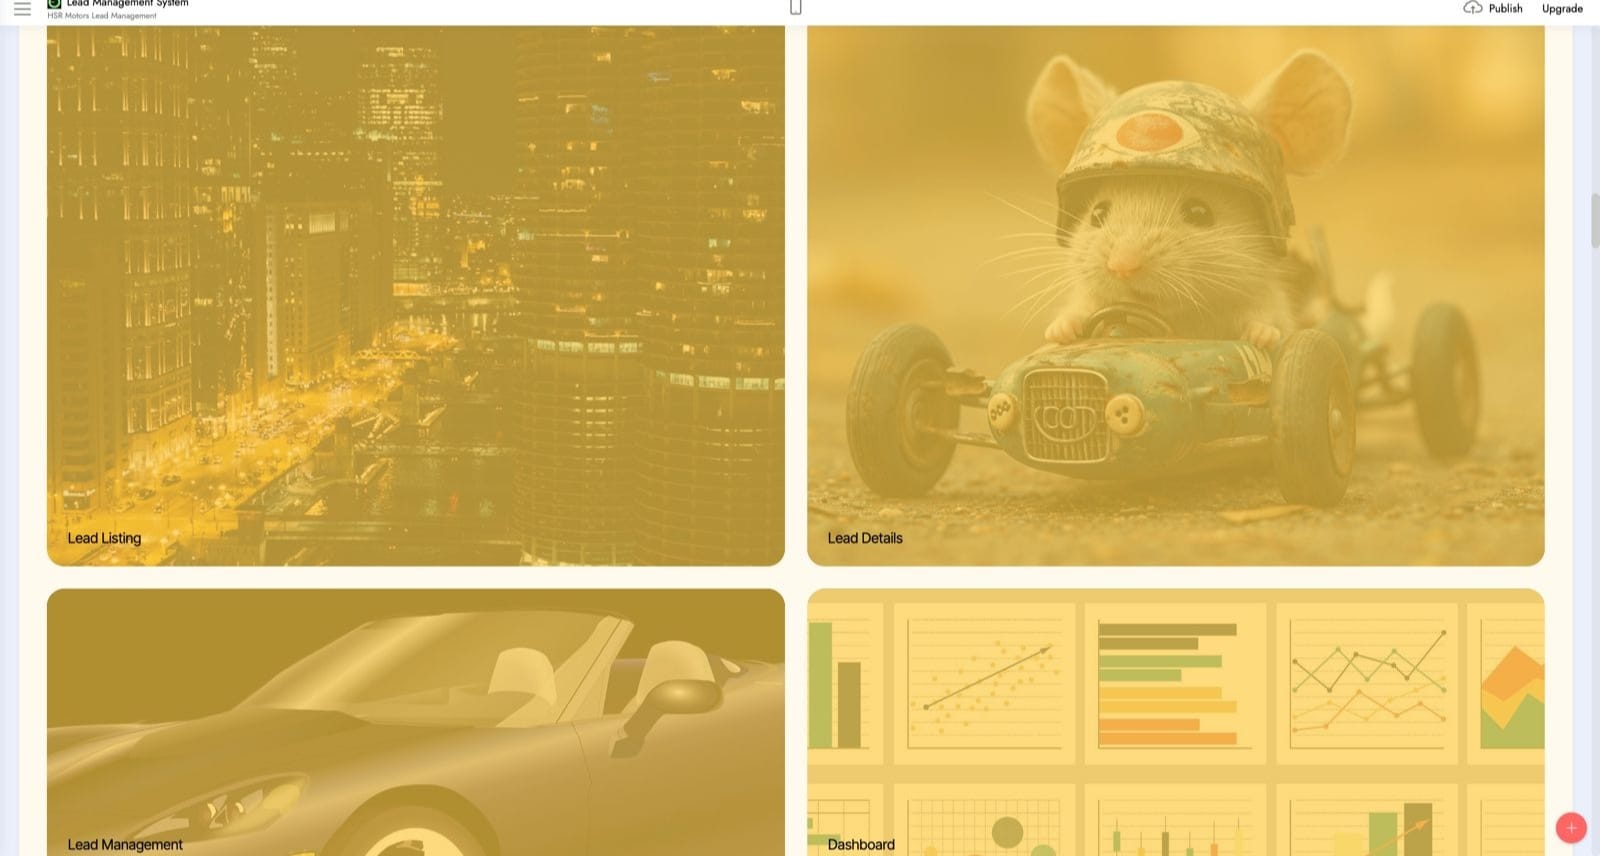 Lead Management System
HSR Motors Lead Management
Publish
Upgrade
Lead Listing
Lead Details
Lead Management
Dashboard